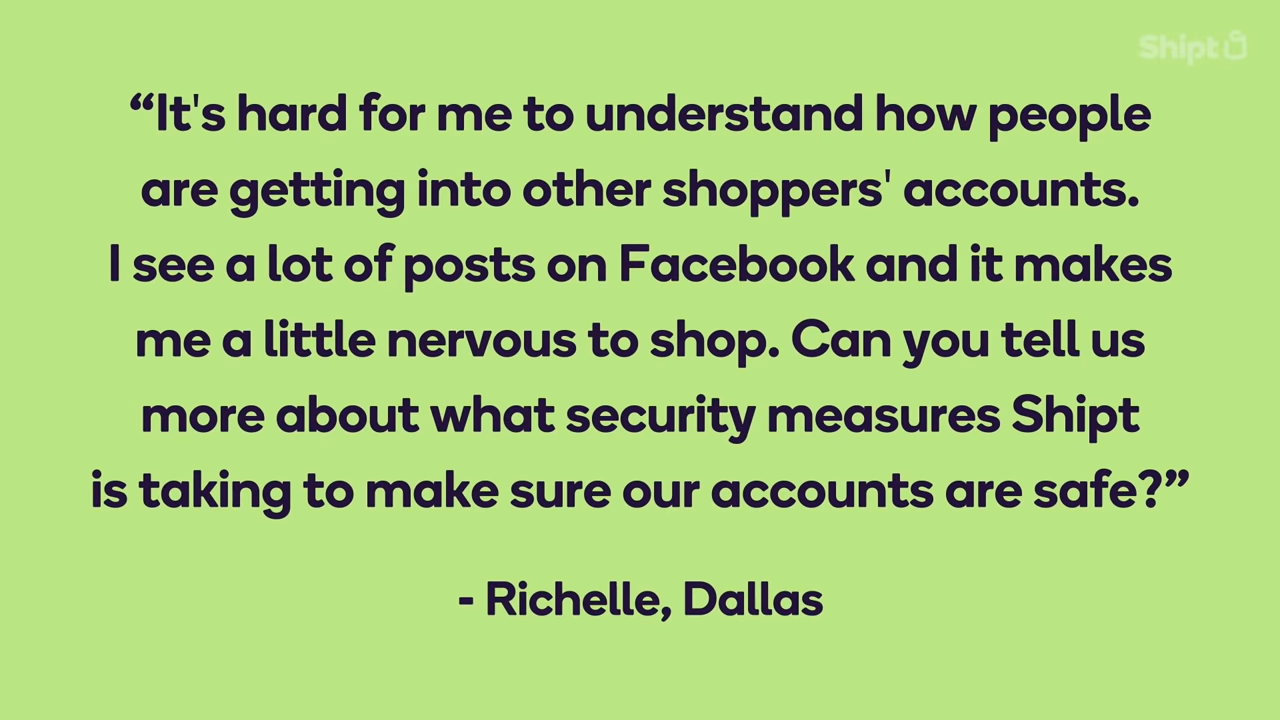 Shipt
“It's hard for me to understand how people
are getting into other shoppers' accounts.
I see a lot of posts on Facebook and it makes
me a little nervous to shop. Can you tell us
more about what security measures Shipt
is taking to make sure our accounts are safe?”
- Richelle, Dallas